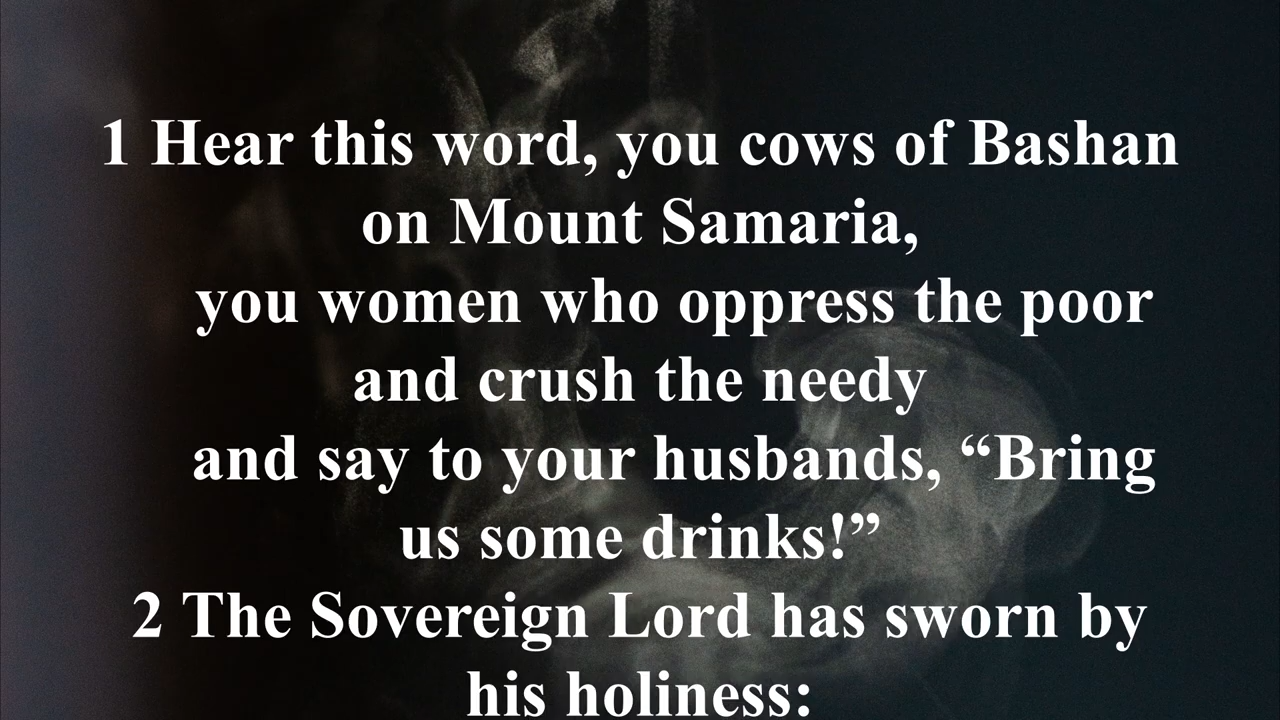 1 Hear this word, you cows of Bashan
on Mount Samaria,
you women who oppress the poor
and crush the needy
and say to your husbands, “Bring
us some drinks!”
2 The Sovereign Lord has sworn by
his holiness: